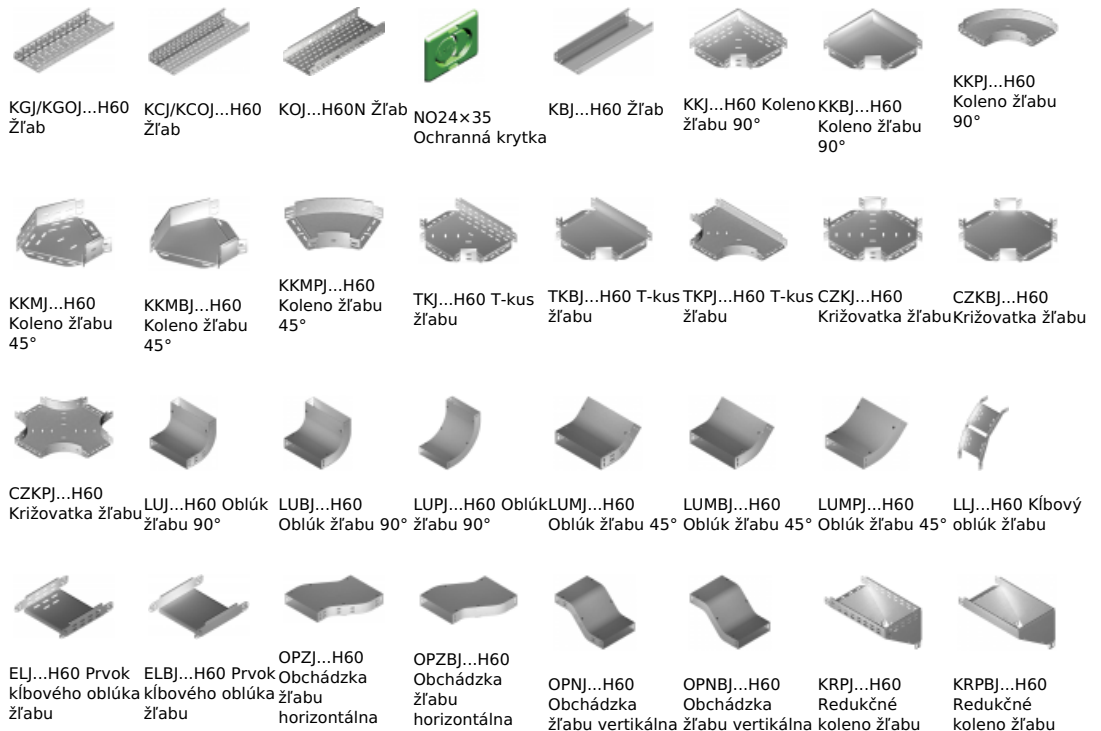 KGJ/KGOJ...H60
Žľab
KCJ/KCOJ...H60
Žľab
KOJ...H60N Žľab
NO24×35
Ochranná krytka
KBJ...H60 Žľab
KKJ...H60 Koleno
žľabu 90°
KKBJ...H60
Koleno žľabu
90°
KKPJ...H60
Koleno žľabu
90°
KKMJ...H60
Koleno žľabu
45°
KKMBJ...H60
Koleno žľabu
45°
KKMPJ...H60
Koleno žľabu
45°
TKJ...H60 T-kus
žľabu
TKBJ...H60 T-kus
žľabu
TKPJ...H60 T-kus
žľabu
CZKJ...H60
Križovatka žľabu
CZKBJ...H60
Križovatka žľabu
CZKPJ...H60
Križovatka žľabu
LUJ...H60 Oblúk
žľabu 90°
LUBJ...H60
Oblúk žľabu 90°
LUPJ...H60 Oblúk
žľabu 90°
LUMJ...H60
Oblúk žľabu 45°
LUMBJ...H60
Oblúk žľabu 45°
LUMPJ...H60
Oblúk žľabu 45°
LLJ...H60 Kĺbový
oblúk žľabu
ELJ...H60 Prvok
kĺbového oblúka
žľabu
ELBJ...H60 Prvok
kĺbového oblúka
žľabu
OPZJ...H60
Obchádzka
žľabu
horizontálna
OPZBJ...H60
Obchádzka
žľabu
horizontálna
OPNJ...H60
Obchádzka
žľabu vertikálna
OPNBJ...H60
Obchádzka
žľabu vertikálna
KRPJ...H60
Redukčné
koleno žľabu
KRPBJ...H60
Redukčné
koleno žľabu